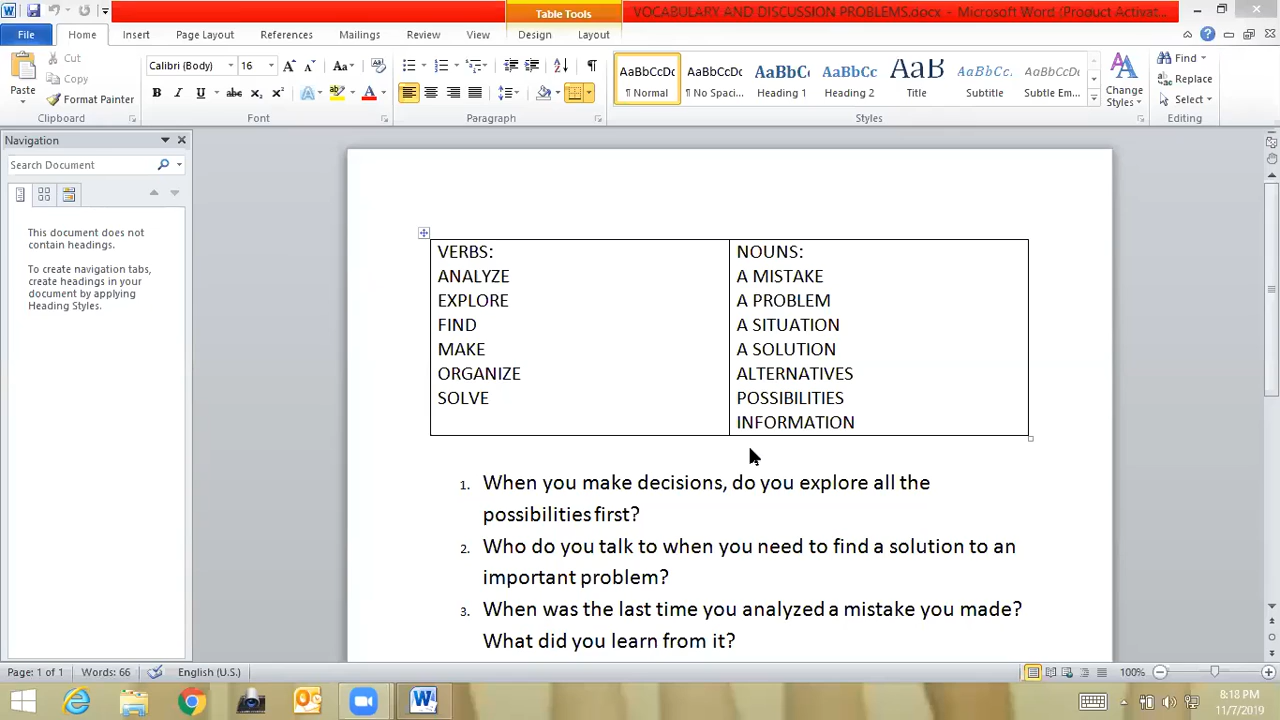 Table Tools
VOCABULARY AND DISCUSSION PROBLEMS.docx - Microsoft Word (Product Activat...
File Home Insert Page Layout References Mailings Review View Design Layout
Paste
Cut
Copy
Format Painter
Clipboard
Calibri (Body) 16
Font
Paragraph
AaBbCcDc AaBbCcDc AaBbC AaBbCc AaB AaBbCcL AaBbCcDc
¶ Normal ¶ No Spaci... Heading 1 Heading 2 Title Subtitle Subtle Em...
Styles
Change
Styles
Find
Replace
Select
Editing
Navigation
Search Document
This document does not
contain headings.
To create navigation tabs,
create headings in your
document by applying
Heading Styles.
VERBS:
ANALYZE
EXPLORE
FIND
MAKE
ORGANIZE
SOLVE
NOUNS:
A MISTAKE
A PROBLEM
A SITUATION
A SOLUTION
ALTERNATIVES
POSSIBILITIES
INFORMATION
1. When you make decisions, do you explore all the
possibilities first?
2. Who do you talk to when you need to find a solution to an
important problem?
3. When was the last time you analyzed a mistake you made?
What did you learn from it?
Page: 1 of 1 Words: 66 English (U.S.) 100%
8:18 PM
11/7/2019